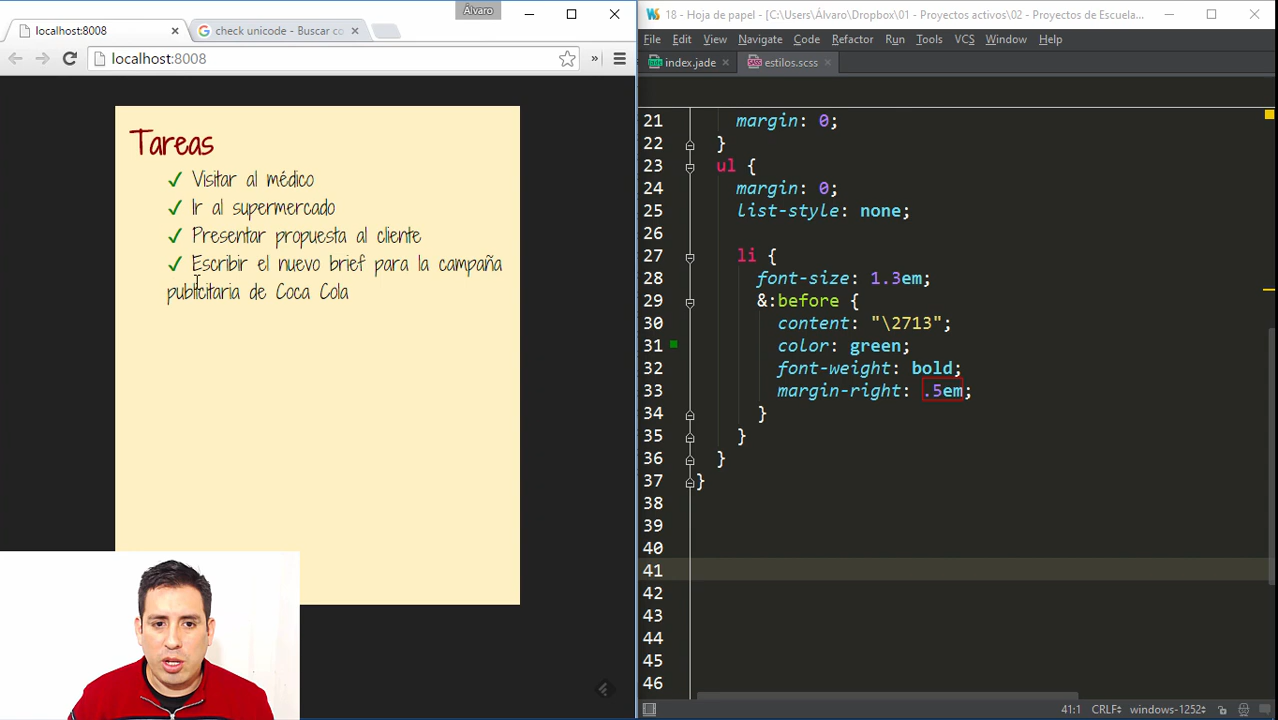 Álvaro
localhost:8008
check unicode - Buscar co
localhost:8008
»
Tareas
✓ Visitar al médico
✓ Ir al supermercado
✓ Presentar propuesta al cliente
✓ Escribir el nuevo brief para la campaña
publicitaria de Coca Cola
18 - Hoja de papel - [C:\Users\Álvaro\Dropbox\01 - Proyectos activos\02 - Proyectos de Escuela...
File Edit View Navigate Code Refactor Run Tools VCS Window Help
index.jade estilos.scss
21 margin: 0;
22 }
23 ul {
24 margin: 0;
25 list-style: none;
26
27 li {
28 font-size: 1.3em;
29 &:before {
30 content: "\2713";
31 color: green;
32 font-weight: bold;
33 margin-right: .5em;
34 }
35 }
36 }
37 }
38
39
40
41
42
43
44
45
46
41:1 CRLF÷ windows-1252÷